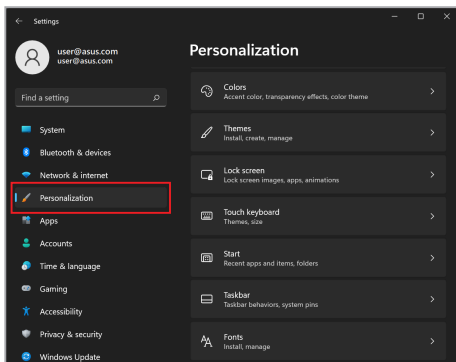 Settings
user@asus.com
user@asus.com
Find a setting
System
Bluetooth & devices
Network & internet
Personalization
Apps
Accounts
Time & language
Gaming
Accessibility
Privacy & security
Windows Update
Personalization
Colors
Accent color, transparency effects, color theme
Themes
Install, create, manage
Lock screen
Lock screen images, apps, animations
Touch keyboard
Themes, size
Start
Recent apps and items, folders
Taskbar
Taskbar behaviors, system pins
Fonts
Install, manage